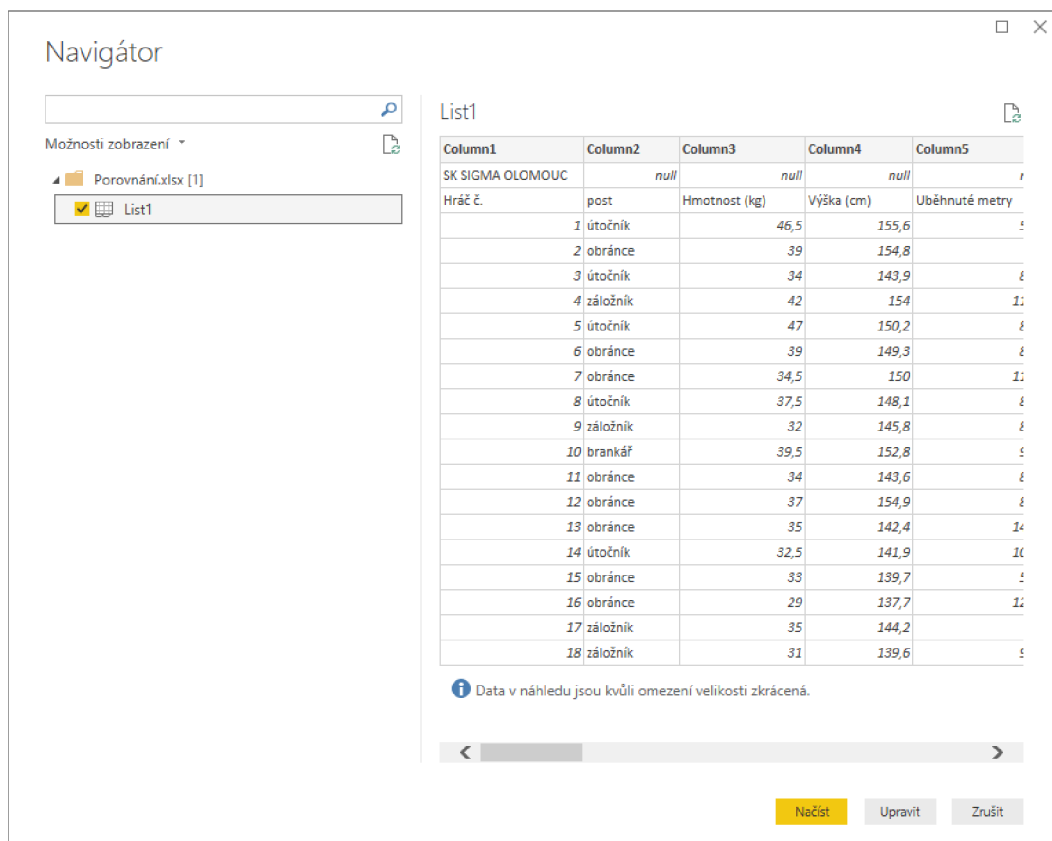 Navigátor
Možnosti zobrazení
Porovnání.xlsx [1]
List1
List1
Column1 Column2 Column3 Column4 Column5
SK SIGMA OLOMOUC null null null
Hráč č. post Hmotnost (kg) Výška (cm) Uběhnuté metry
1 útočník 46,5 155,6
2 obránce 39 154,8
3 útočník 34 143,9
4 záložník 42 154
5 útočník 47 150,2
6 obránce 39 149,3
7 obránce 34,5 150
8 útočník 37,5 148,1
9 záložník 32 145,8
10 brankář 39,5 152,8
11 obránce 34 143,6
12 obránce 37 154,9
13 obránce 35 142,4
14 útočník 32,5 141,9
15 obránce 33 139,7
16 obránce 29 137,7
17 záložník 35 144,2
18 záložník 31 139,6
Data v náhledu jsou kvůli omezení velikosti zkrácená.
Načíst Upravit Zrušit